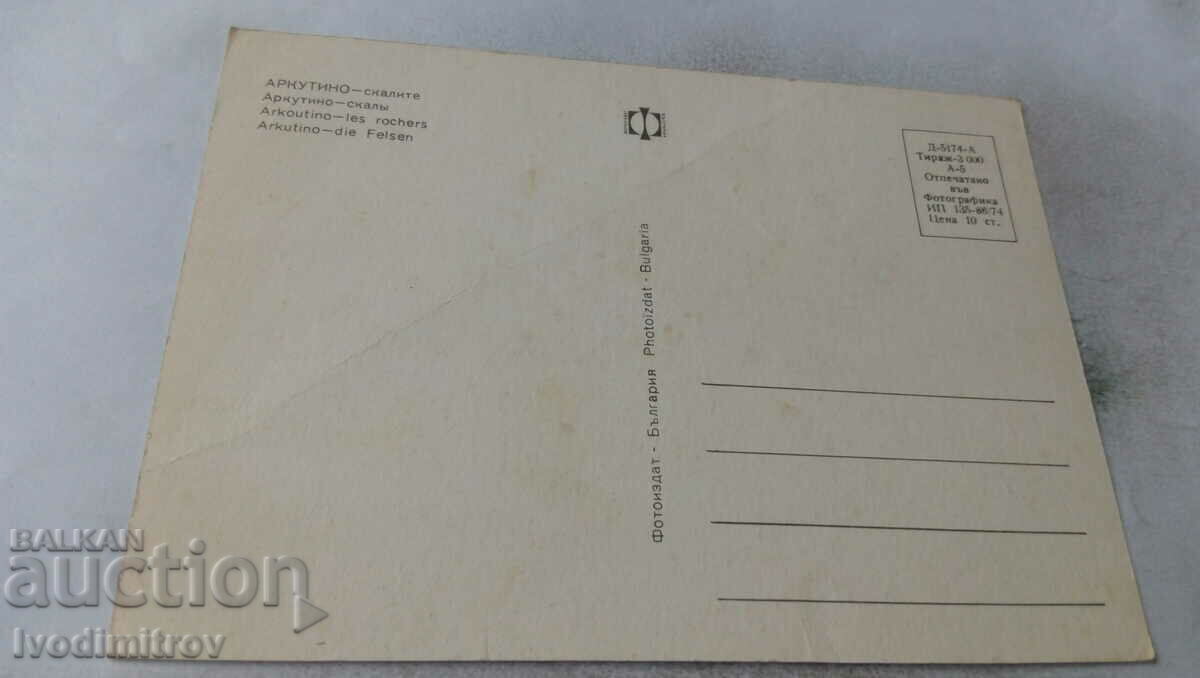 АРКУТИНО—скалите
Аркутино—скалы
Arkoutino—les rochers
Arkutino—die Felsen
Д-5174-А
Тираж-3 000
А-5
Отпечатано
във
Фотографика
ИП 135-88/74
Цена 10 ст.
Фотоиздат - България Photoizdat - Bulgaria
BALKAN
auction
Ivodimitrov